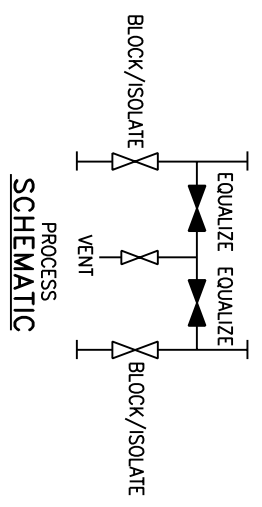 BLOCK/ISOLATE
EQUALIZE EQUALIZE
BLOCK/ISOLATE
VENT
PROCESS
SCHEMATIC